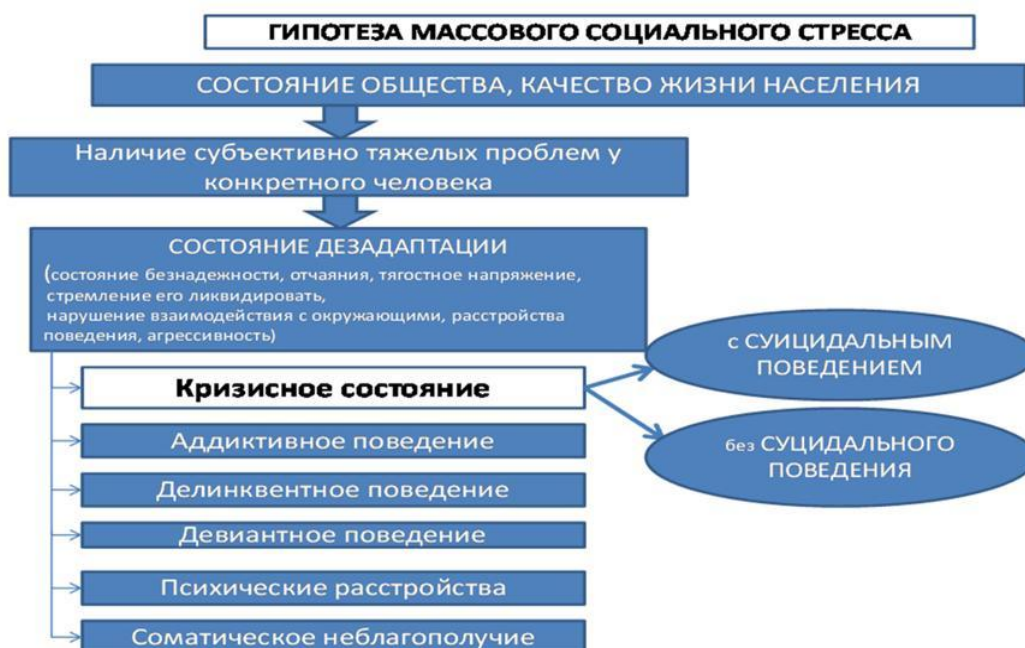 ГИПОТЕЗА МАССОВОГО СОЦИАЛЬНОГО СТРЕССА
СОСТОЯНИЕ ОБЩЕСТВА, КАЧЕСТВО ЖИЗНИ НАСЕЛЕНИЯ
Наличие субъективно тяжелых проблем у
конкретного человека
СОСТОЯНИЕ ДЕЗАДАПТАЦИИ
(состояние безнадежности, отчаяния, тягостное напряжение,
стремление его ликвидировать,
нарушение взаимодействия с окружающими, расстройства
поведения, агрессивность)
с СУИЦИДАЛЬНЫМ
ПОВЕДЕНИЕМ
Кризисное состояние
без СУЦИДАЛЬНОГО
ПОВЕДЕНИЯ
Аддиктивное поведение
Делинквентное поведение
Девиантное поведение
Психические расстройства
Соматическое неблагополучие